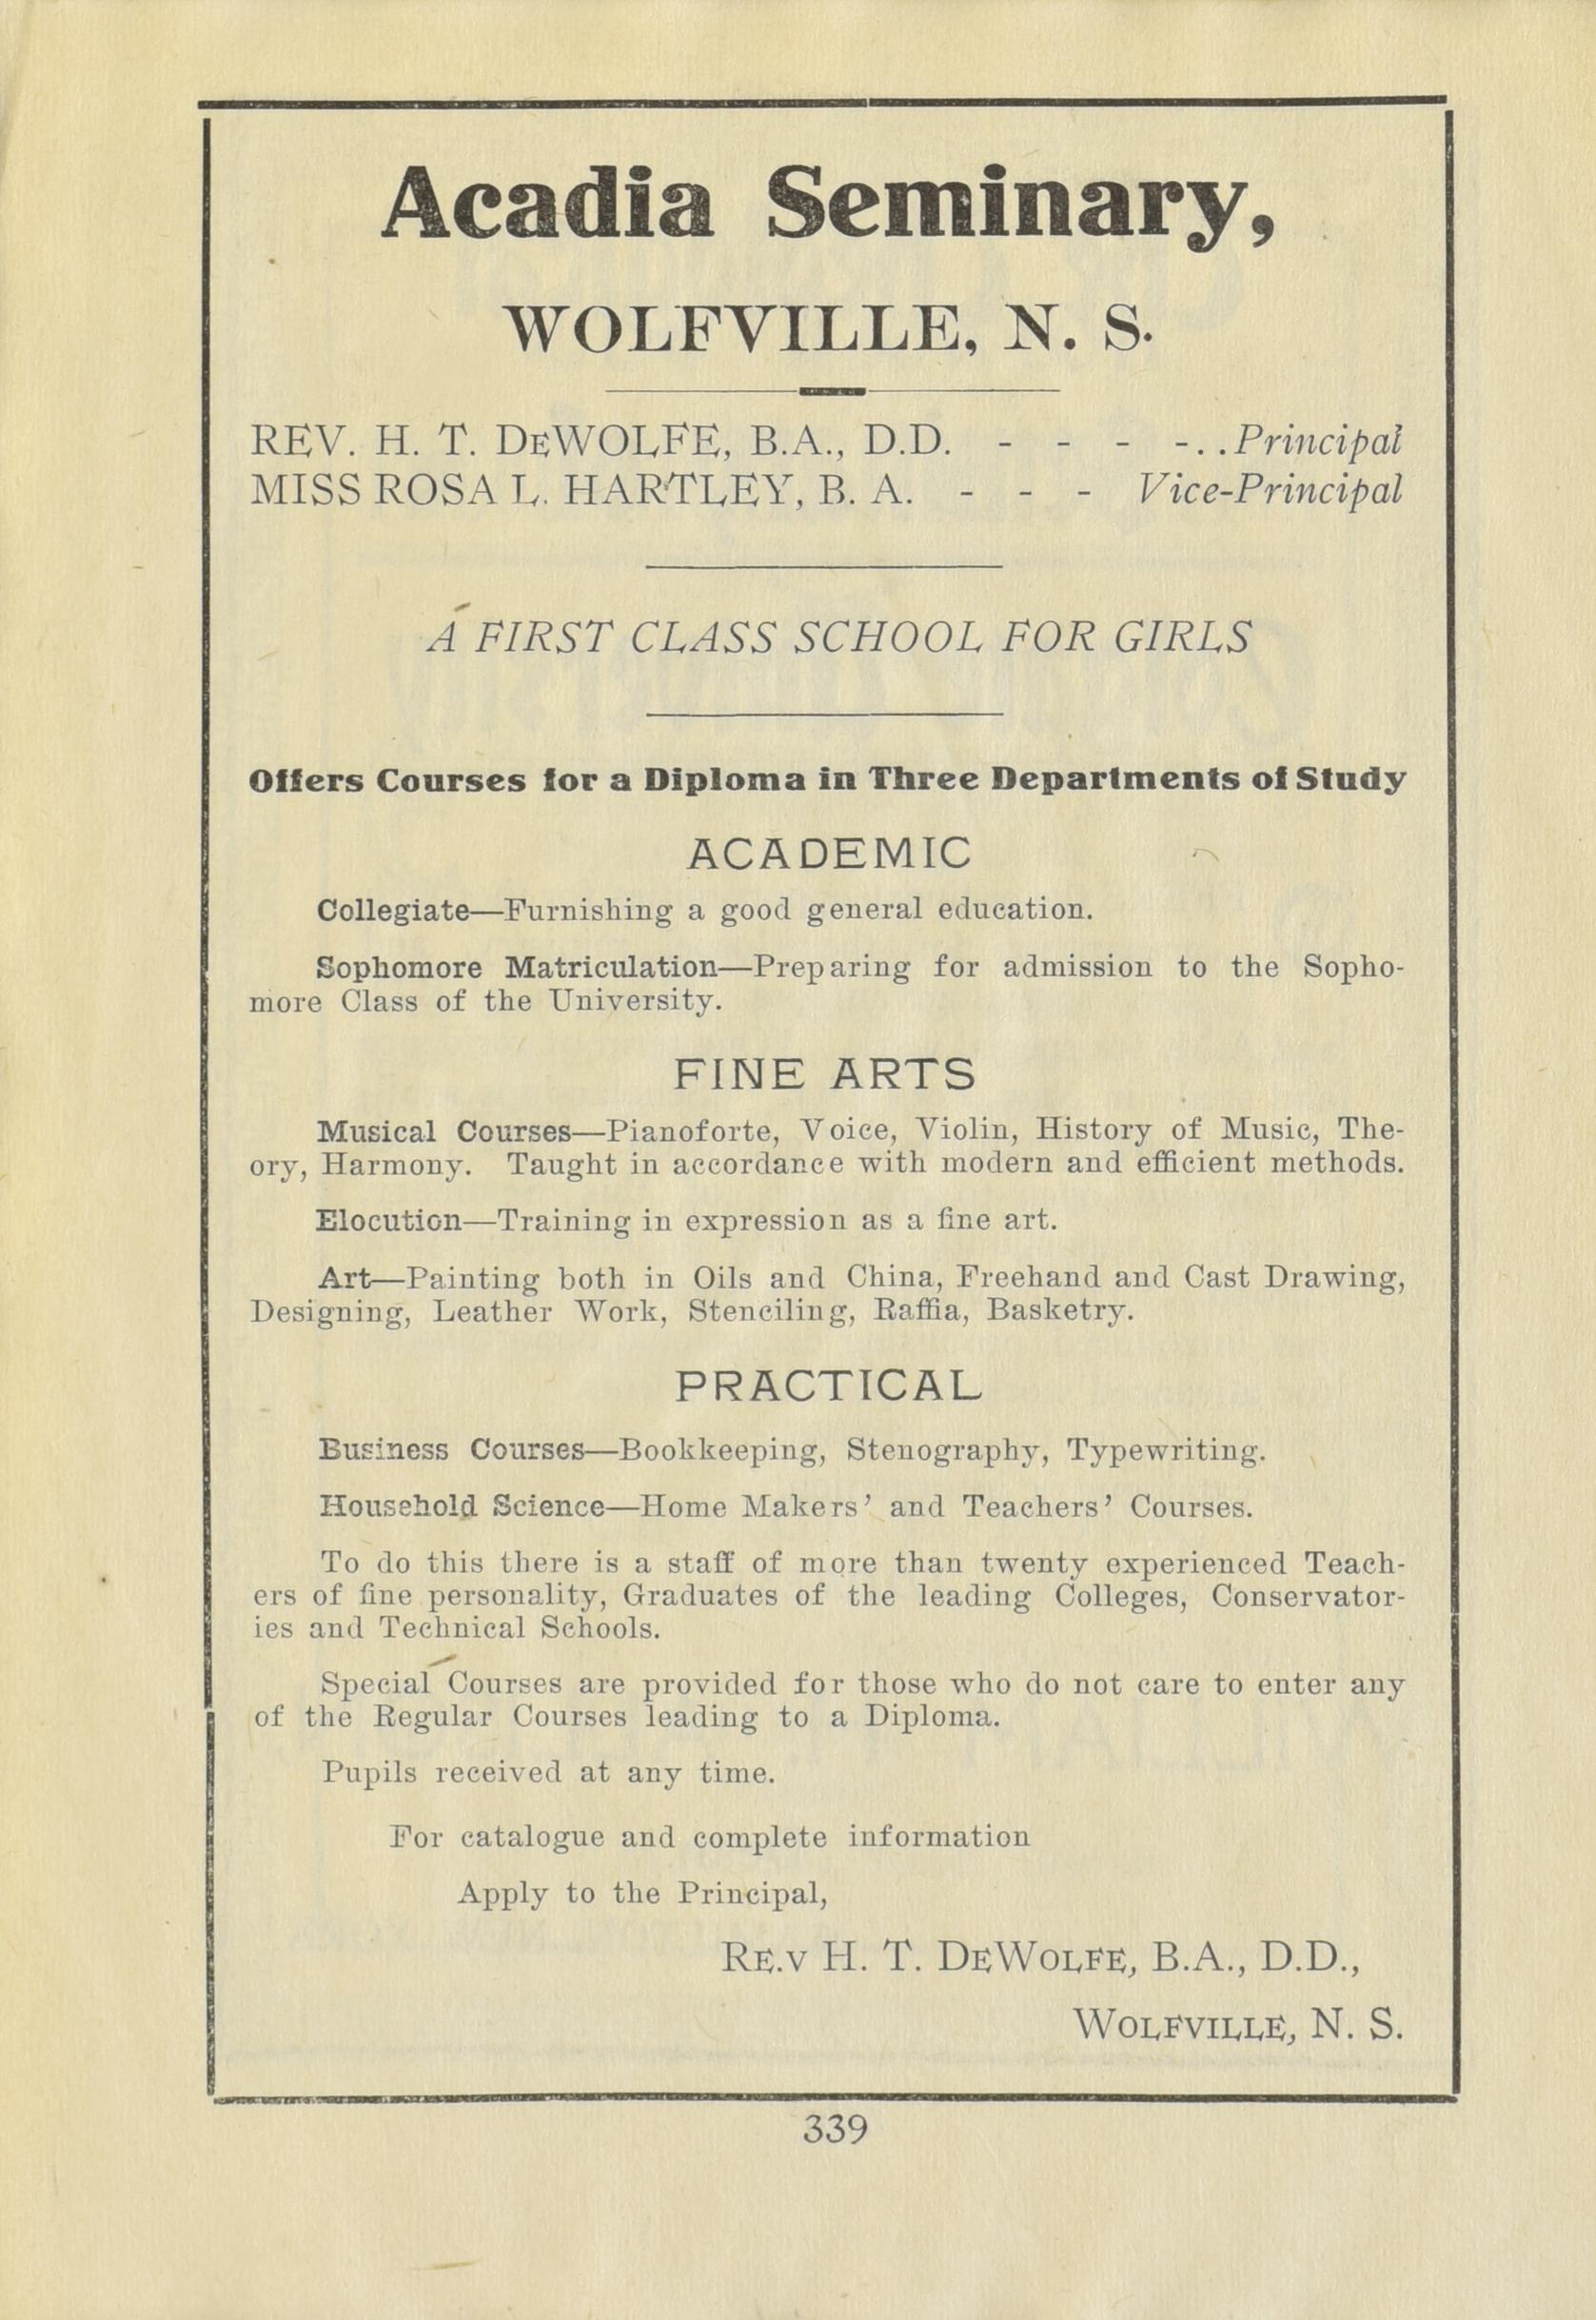 Acadia Seminary,
WOLFVILLE, N. S.
REV. H. T. DEWOLFE, B.A., D.D. - - - -. .Principal
MISS ROSA L. HARTLEY, B. A. - - - Vice-Principal
A FIRST CLASS SCHOOL FOR GIRLS
Offers Courses for a Diploma in Three Departments of Study
ACADEMIC
Collegiate—Furnishing a good general education.
Sophomore Matriculation—Preparing for admission to the Sopho-
more Class of the University.
FINE ARTS
Musical Courses—Pianoforte, Voice, Violin, History of Music, The-
ory, Harmony. Taught in accordance with modern and efficient methods.
Elocution—Training in expression as a fine art.
Art—Painting both in Oils and China, Freehand and Cast Drawing,
Designing, Leather Work, Stenciling, Raffia, Basketry.
PRACTICAL
Business Courses—Bookkeeping, Stenography, Typewriting.
Household Science—Home Makers' and Teachers' Courses.
To do this there is a staff of more than twenty experienced Teach-
ers of fine personality, Graduates of the leading Colleges, Conservator-
ies and Technical Schools.
Special Courses are provided for those who do not care to enter any
of the Regular Courses leading to a Diploma.
Pupils received at any time.
For catalogue and complete information
Apply to the Principal,
RE.V H. T. DEWOLFE, B.A., D.D.,
WOLFVILLE, N. S.
339